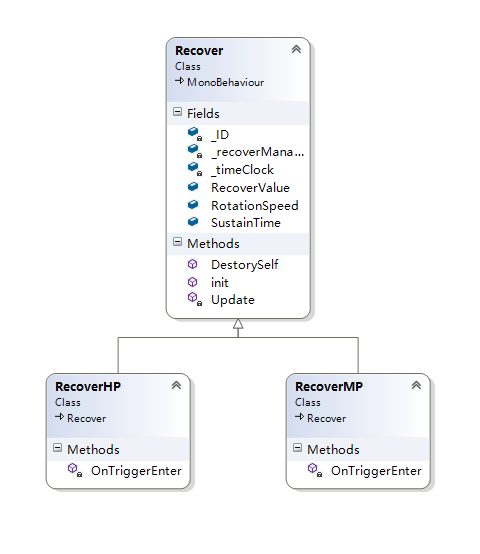 Recover
Class
MonoBehaviour
Fields
_ID
_recoverMana...
_timeClock
RecoverValue
RotationSpeed
SustainTime
Methods
DestorySelf
init
Update
RecoverHP
Class
Recover
Methods
OnTriggerEnter
RecoverMP
Class
Recover
Methods
OnTriggerEnter